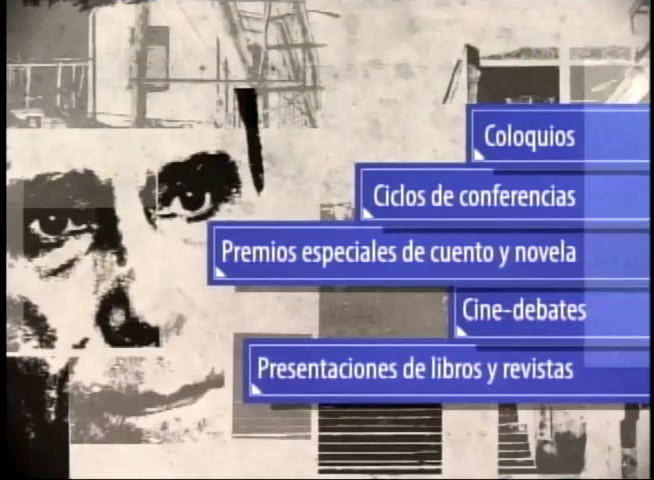 Coloquios
Ciclos de conferencias
Premios especiales de cuento y novela
Cine-debates
Presentaciones de libros y revistas